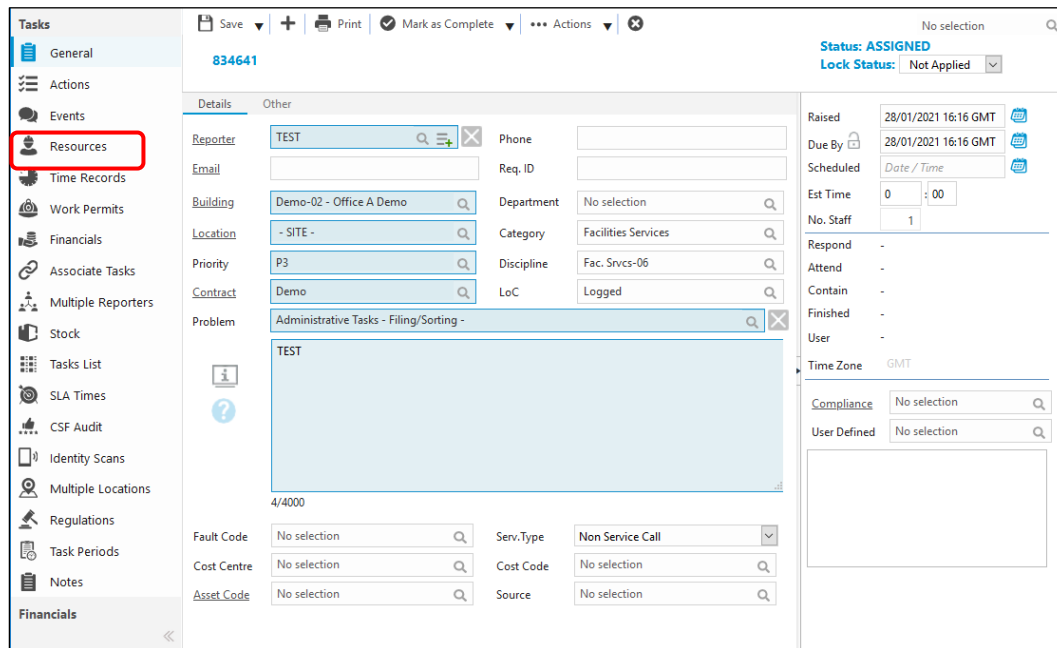 Tasks
General
Actions
Events
Resources
Time Records
Work Permits
Financials
Associate Tasks
Multiple Reporters
Stock
Tasks List
SLA Times
CSF Audit
Identity Scans
Multiple Locations
Regulations
Task Periods
Notes
Financials
Save Print Mark as Complete Actions No selection
834641
Status: ASSIGNED
Lock Status: Not Applied
Details Other
Reporter TEST Phone
Email Req. ID
Building Demo-02 - Office A Demo Department No selection
Location - SITE - Category Facilities Services
Priority P3 Discipline Fac. Srvcs-06
Contract Demo LoC Logged
Problem Administrative Tasks - Filing/Sorting -
TEST
4/4000
Fault Code No selection Serv.Type Non Service Call
Cost Centre No selection Cost Code No selection
Asset Code No selection Source No selection
Raised 28/01/2021 16:16 GMT
Due By 28/01/2021 16:16 GMT
Scheduled Date / Time
Est Time 0 : 00
No. Staff 1
Respond -
Attend -
Contain -
Finished -
User -
Time Zone GMT
Compliance No selection
User Defined No selection